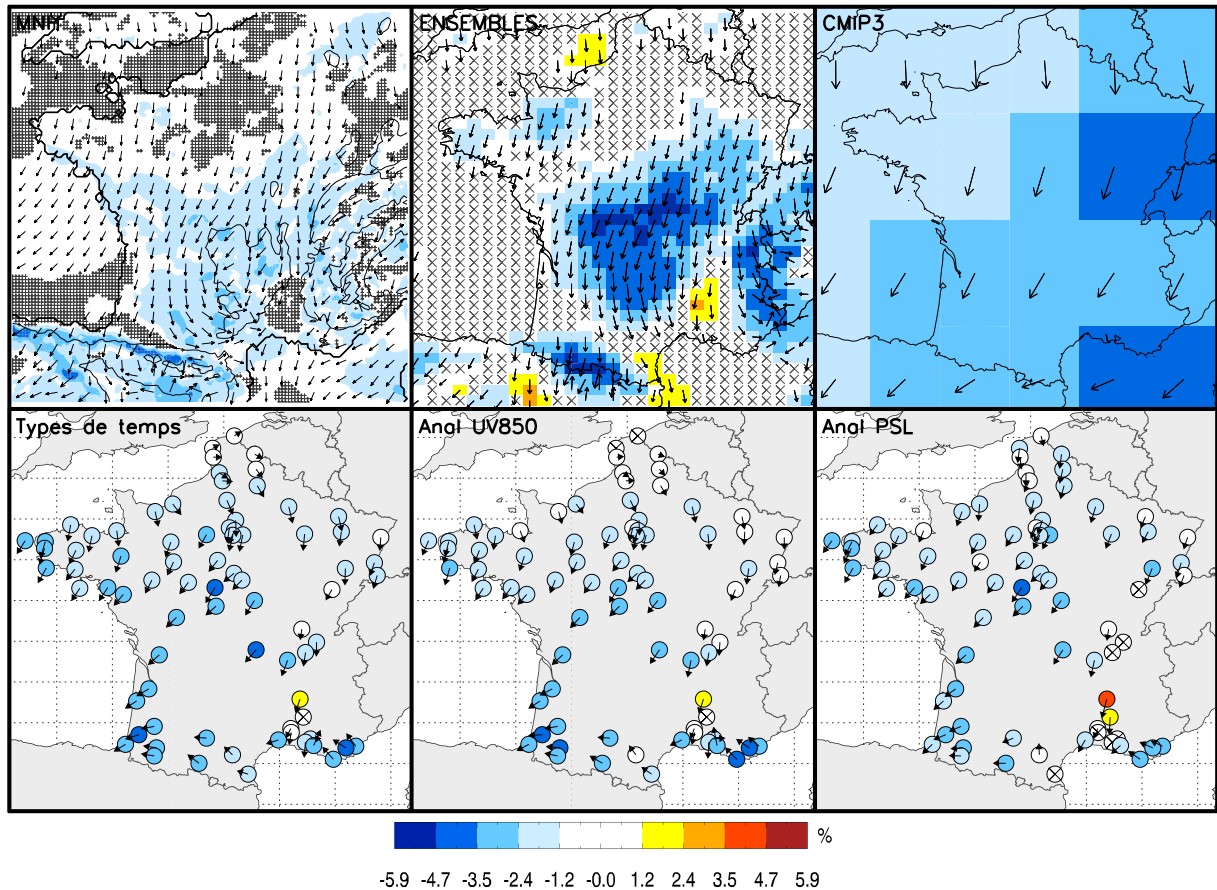 MNH
ENSEMBLES
CMIP3
Types de temps
Anal UV850
Anal PSL
%
-5.9 -4.7 -3.5 -2.4 -1.2 -0.0 1.2 2.4 3.5 4.7 5.9